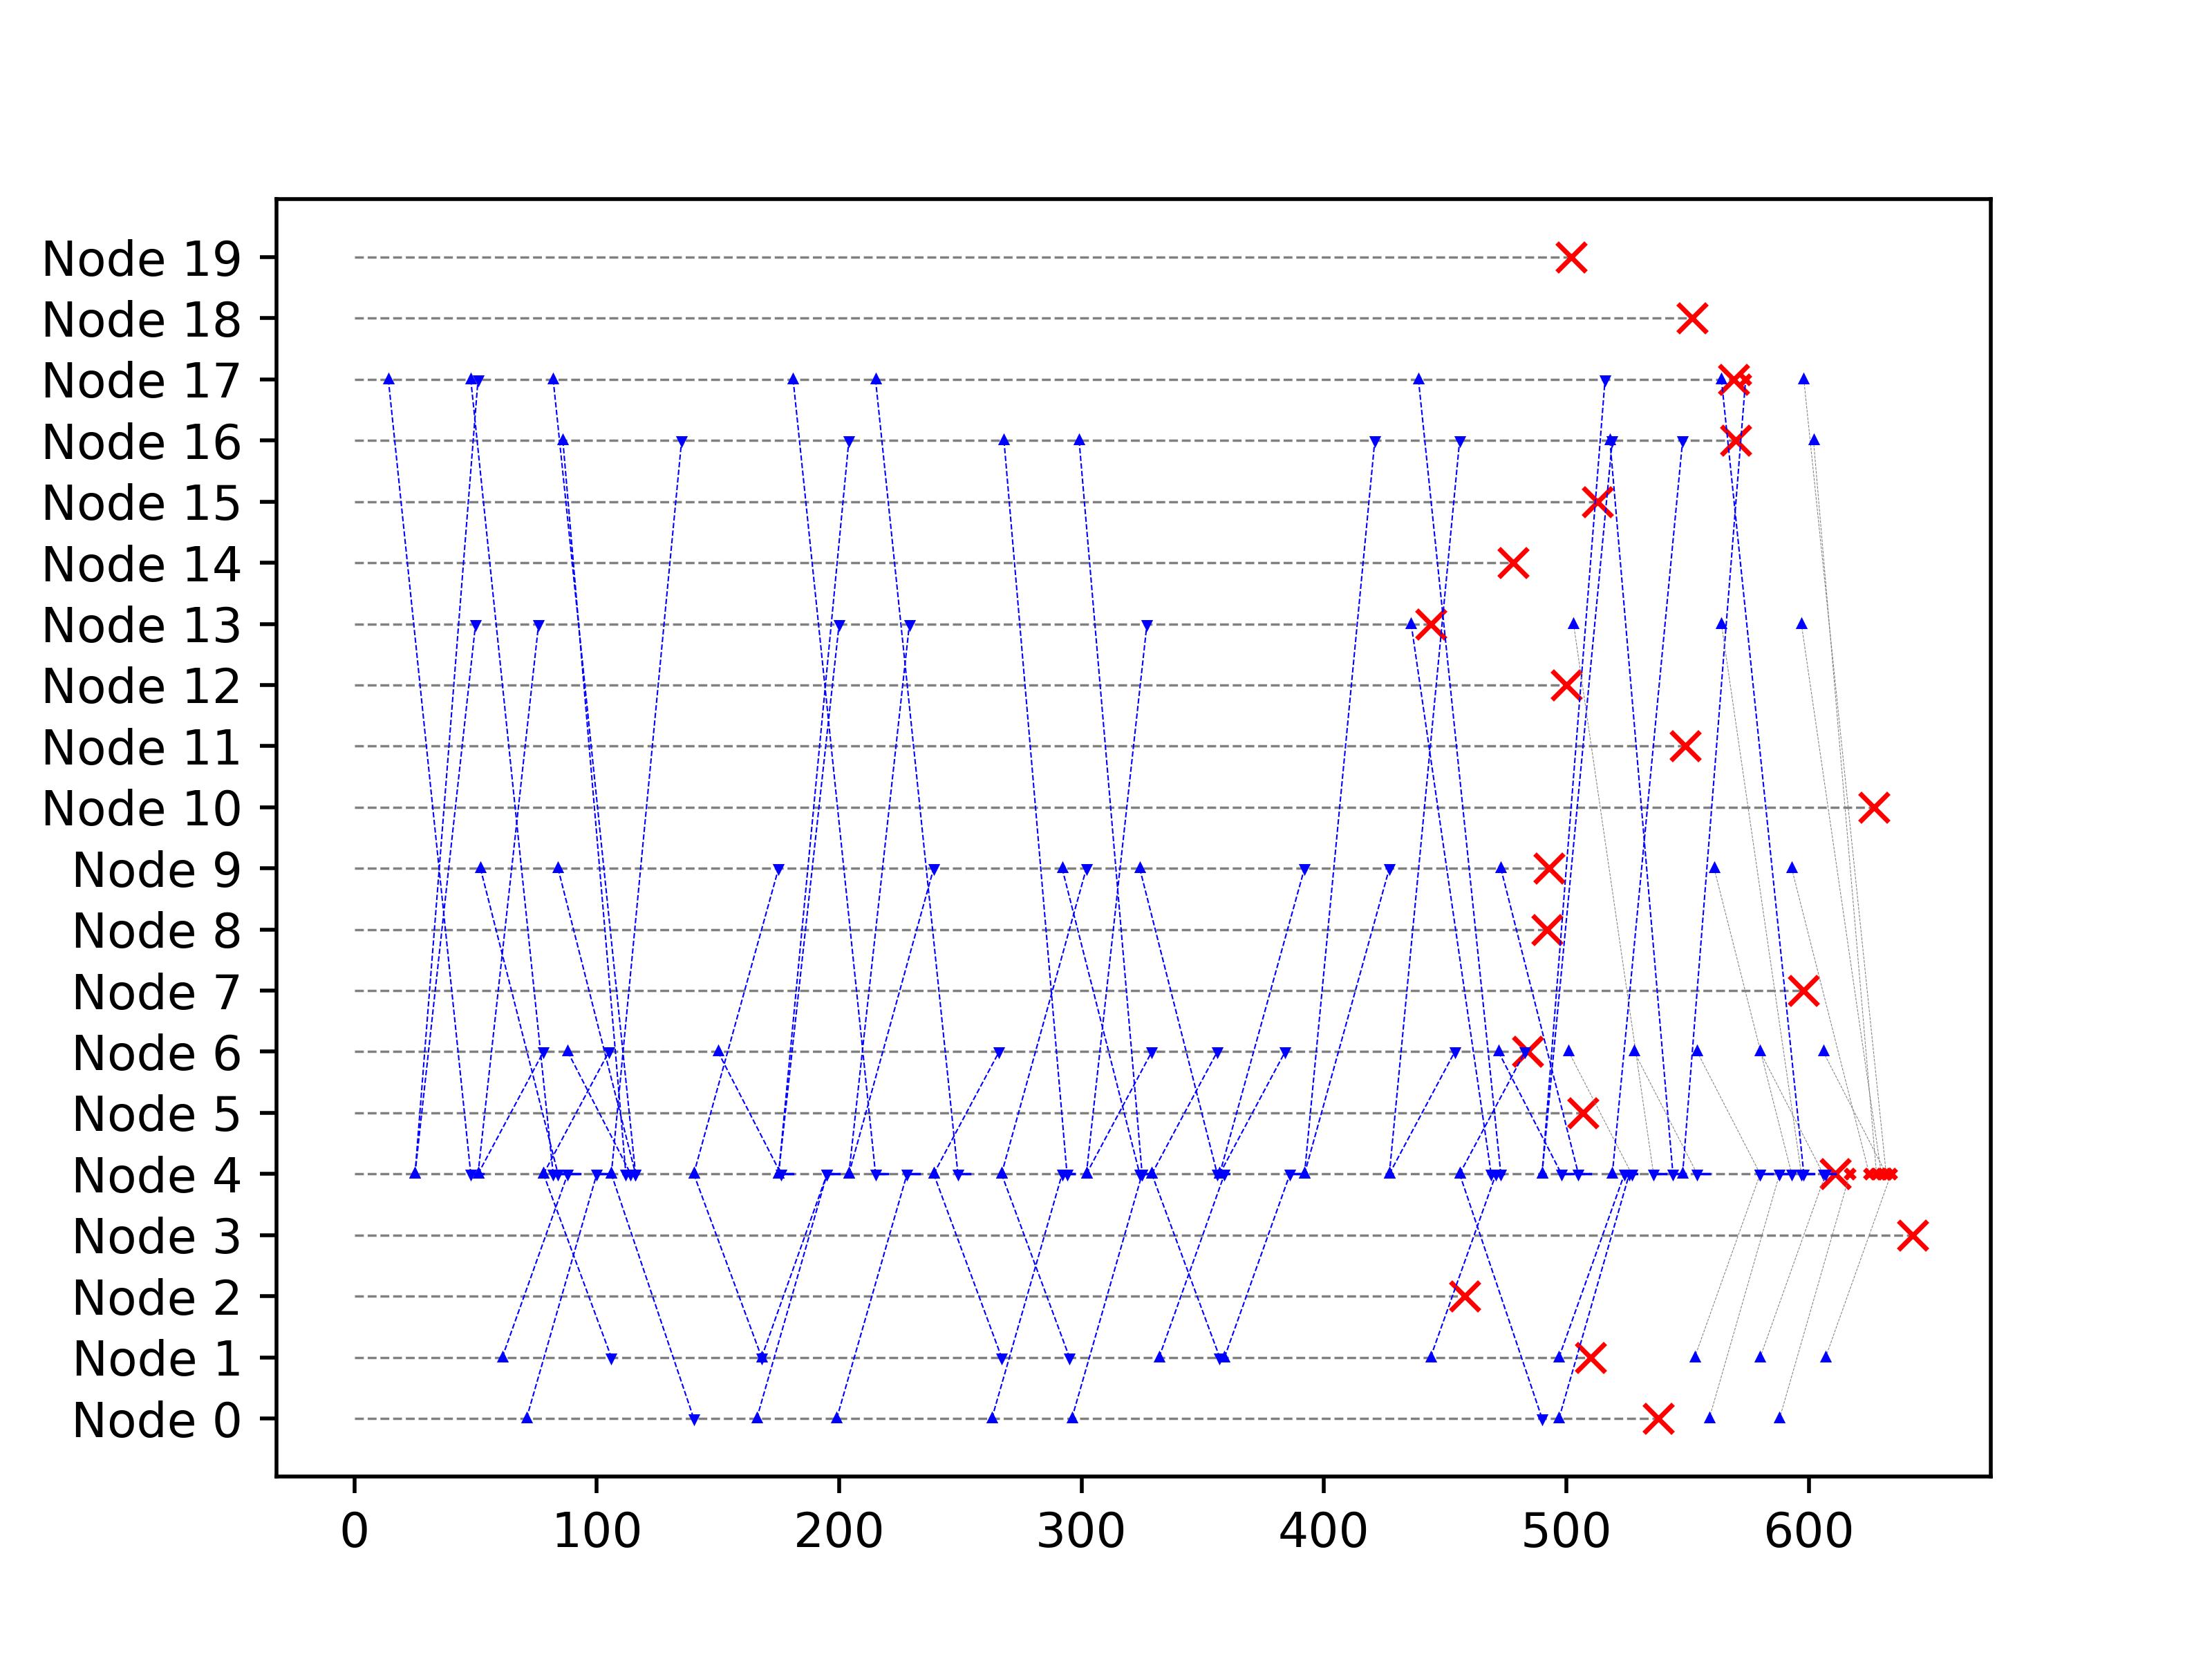 Node 19
Node 18
Node 17
Node 16
Node 15
Node 14
Node 13
Node 12
Node 11
Node 10
Node 9
Node 8
Node 7
Node 6
Node 5
Node 4
Node 3
Node 2
Node 1
Node 0
0 100 200 300 400 500 600